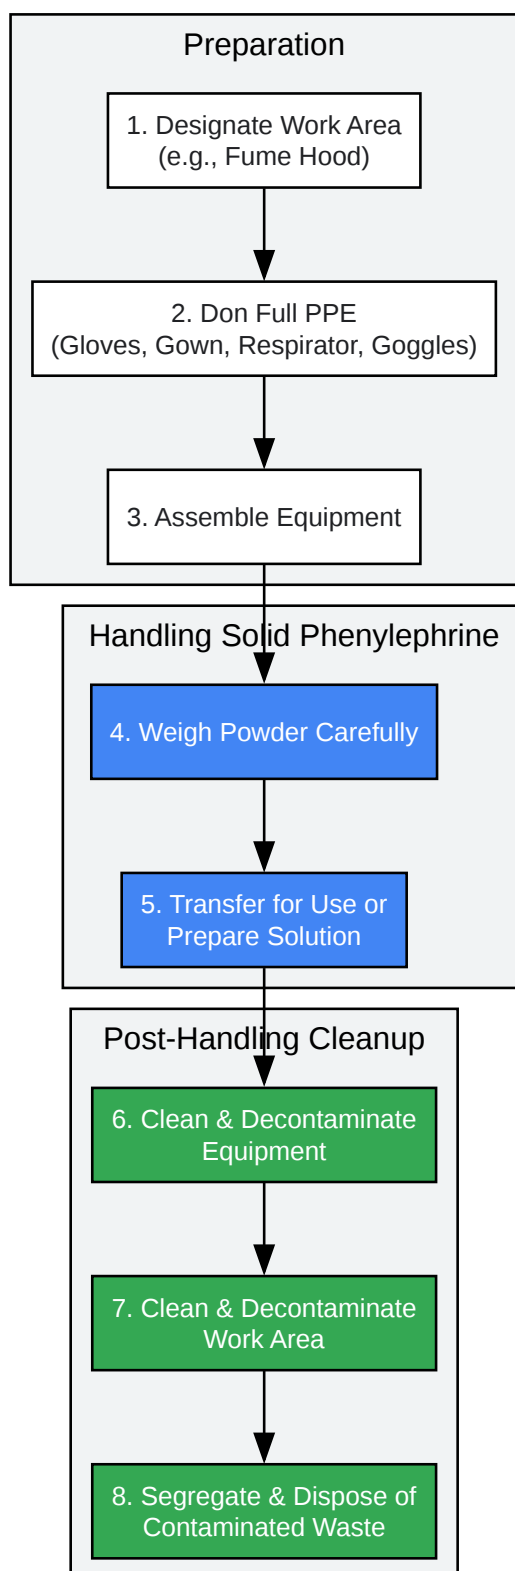 Preparation
1. Designate Work Area
(e.g., Fume Hood)
2. Don Full PPE
(Gloves, Gown, Respirator, Goggles)
3. Assemble Equipment
Handling Solid Phenylephrine
4. Weigh Powder Carefully
5. Transfer for Use or
Prepare Solution
Post-Handling Cleanup
6. Clean & Decontaminate
Equipment
7. Clean & Decontaminate
Work Area
8. Segregate & Dispose of
Contaminated Waste